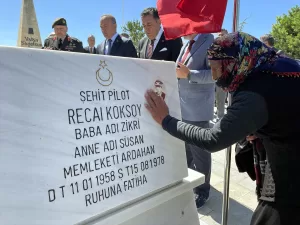 ŞEHİT PİLOT
RECAİ KÖKSOY
BABA ADI ZİKRİ
ANNE ADI SUSAN
MEMLEKETİ ARDAHAN
D T 11 01 1958 Ş T 15 08 1978
RUHUNA FATİHA